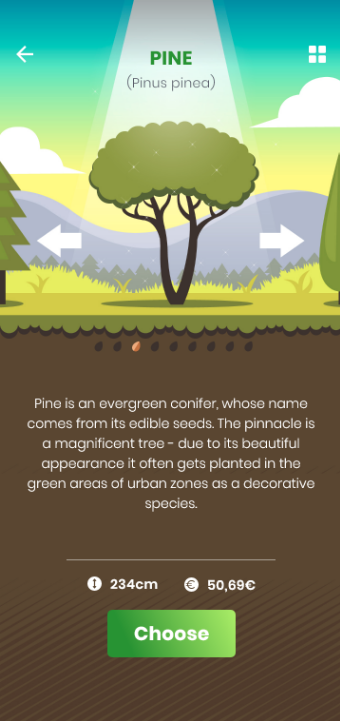 PINE
(Pinus pinea)
Pine is an evergreen conifer, whose name
comes from its edible seeds. The pinnacle is
a magnificent tree - due to its beautiful
appearance it often gets planted in the
green areas of urban zones as a decorative
species.
234cm 50,69€
Choose